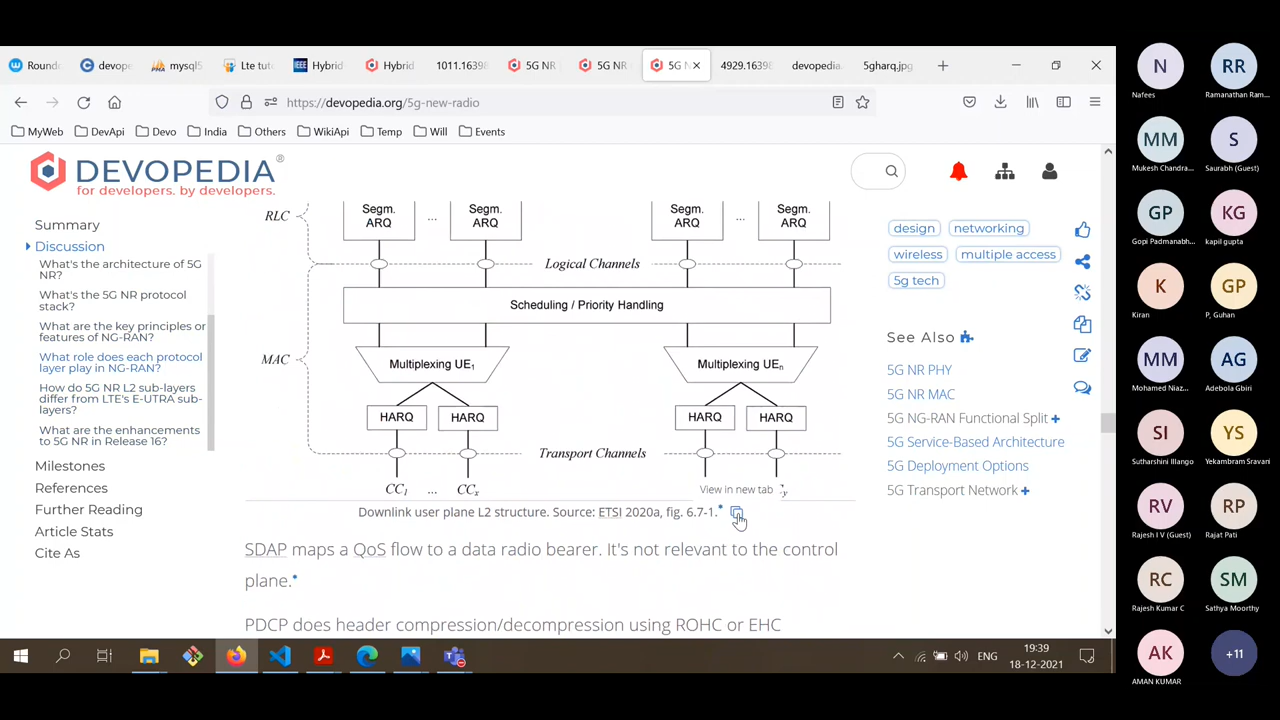 Round
devope
mysql5
Lte tut
Hybrid
Hybrid
1011.16398
5G NR
5G NR
5G N
4929.1639
devopedia
5gharq.jpg
https://devopedia.org/5g-new-radio
MyWeb
DevApi
Devo
India
Others
WikiApi
Temp
Will
Events
DEVOPEDIA®
for developers. by developers.
Summary
Discussion
What's the architecture of 5G
NR?
What's the 5G NR protocol
stack?
What are the key principles or
features of NG-RAN?
What role does each protocol
layer play in NG-RAN?
How do 5G NR L2 sub-layers
differ from LTE's E-UTRA sub-
layers?
What are the enhancements
to 5G NR in Release 16?
Milestones
References
Further Reading
Article Stats
Cite As
RLC
Segm.
ARQ
...
Segm.
ARQ
Segm.
ARQ
...
Segm.
ARQ
Logical Channels
Scheduling / Priority Handling
MAC
Multiplexing UE1
Multiplexing UEn
HARQ
HARQ
HARQ
HARQ
Transport Channels
CC1 ... CCx
View in new tab
y
Downlink user plane L2 structure. Source: ETSI 2020a, fig. 6.7-1.
SDAP maps a QoS flow to a data radio bearer. It's not relevant to the control
plane.
PDCP does header compression/decompression using ROHC or EHC
design
networking
wireless
multiple access
5g tech
See Also
5G NR PHY
5G NR MAC
5G NG-RAN Functional Split
5G Service-Based Architecture
5G Deployment Options
5G Transport Network
ENG
19:39
18-12-2021
N
Nafees
RR
Ramanathan Ram...
MM
Mukesh Chandra...
S
Saurabh (Guest)
GP
Gopi Padmanabh...
KG
kapil gupta
K
Kiran
GP
P, Guhan
MM
Mohamed Niaz...
AG
Adebola Gbiri
SI
Sutharshini Illango
YS
Yekambram Sravani
RV
Rajesh I V (Guest)
RP
Rajat Pati
RC
Rajesh Kumar C
SM
Sathya Moorthy
AK
AMAN KUMAR
+11